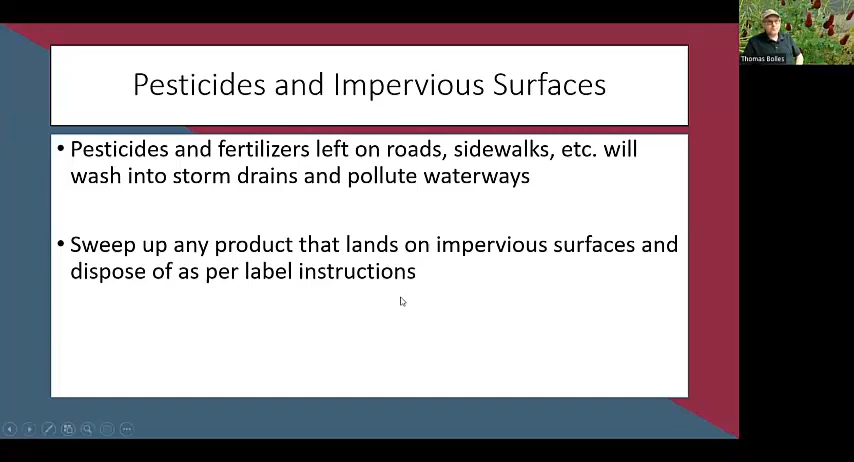 Pesticides and Impervious Surfaces
• Pesticides and fertilizers left on roads, sidewalks, etc. will
wash into storm drains and pollute waterways
• Sweep up any product that lands on impervious surfaces and
dispose of as per label instructions
Thomas Bolles